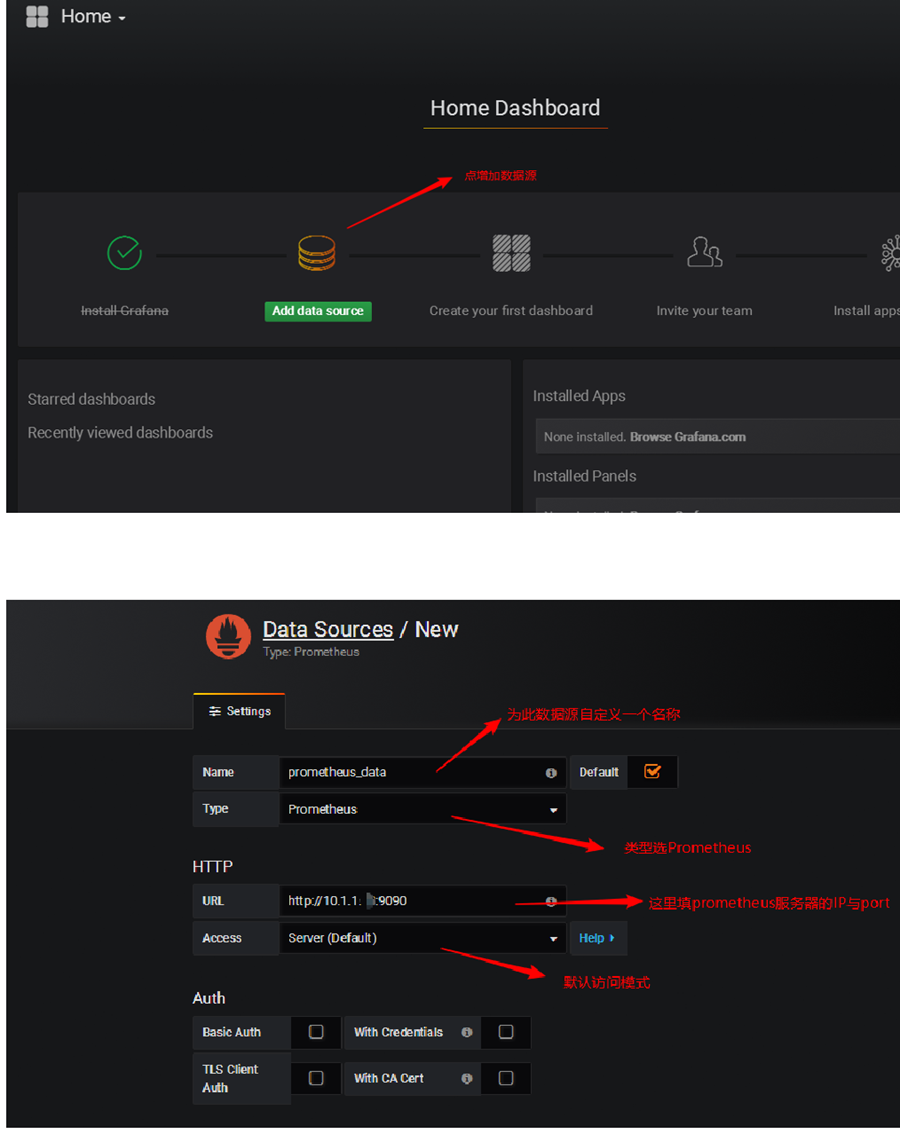 Home
Home Dashboard
点增加数据源
Install Grafana
Add data source
Create your first dashboard
Invite your team
Install apps
Starred dashboards
Recently viewed dashboards
Installed Apps
None installed. Browse Grafana.com
Installed Panels
Data Sources / New
Type: Prometheus
Settings
为此数据源自定义一个名称
Name prometheus_data Default
Type Prometheus
类型选Prometheus
HTTP
URL http://10.1.1: :9090
这里填prometheus服务器的IP与port
Access Server (Default) Help
默认访问模式
Auth
Basic Auth With Credentials
TLS Client Auth With CA Cert